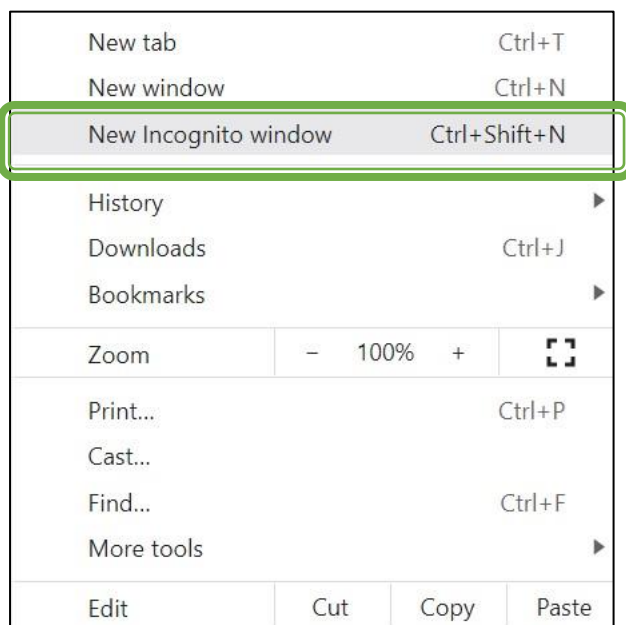 New tab Ctrl+T
New window Ctrl+N
New Incognito window Ctrl+Shift+N
History
Downloads Ctrl+J
Bookmarks
Zoom − 100% +
Print... Ctrl+P
Cast...
Find... Ctrl+F
More tools
Edit Cut Copy Paste